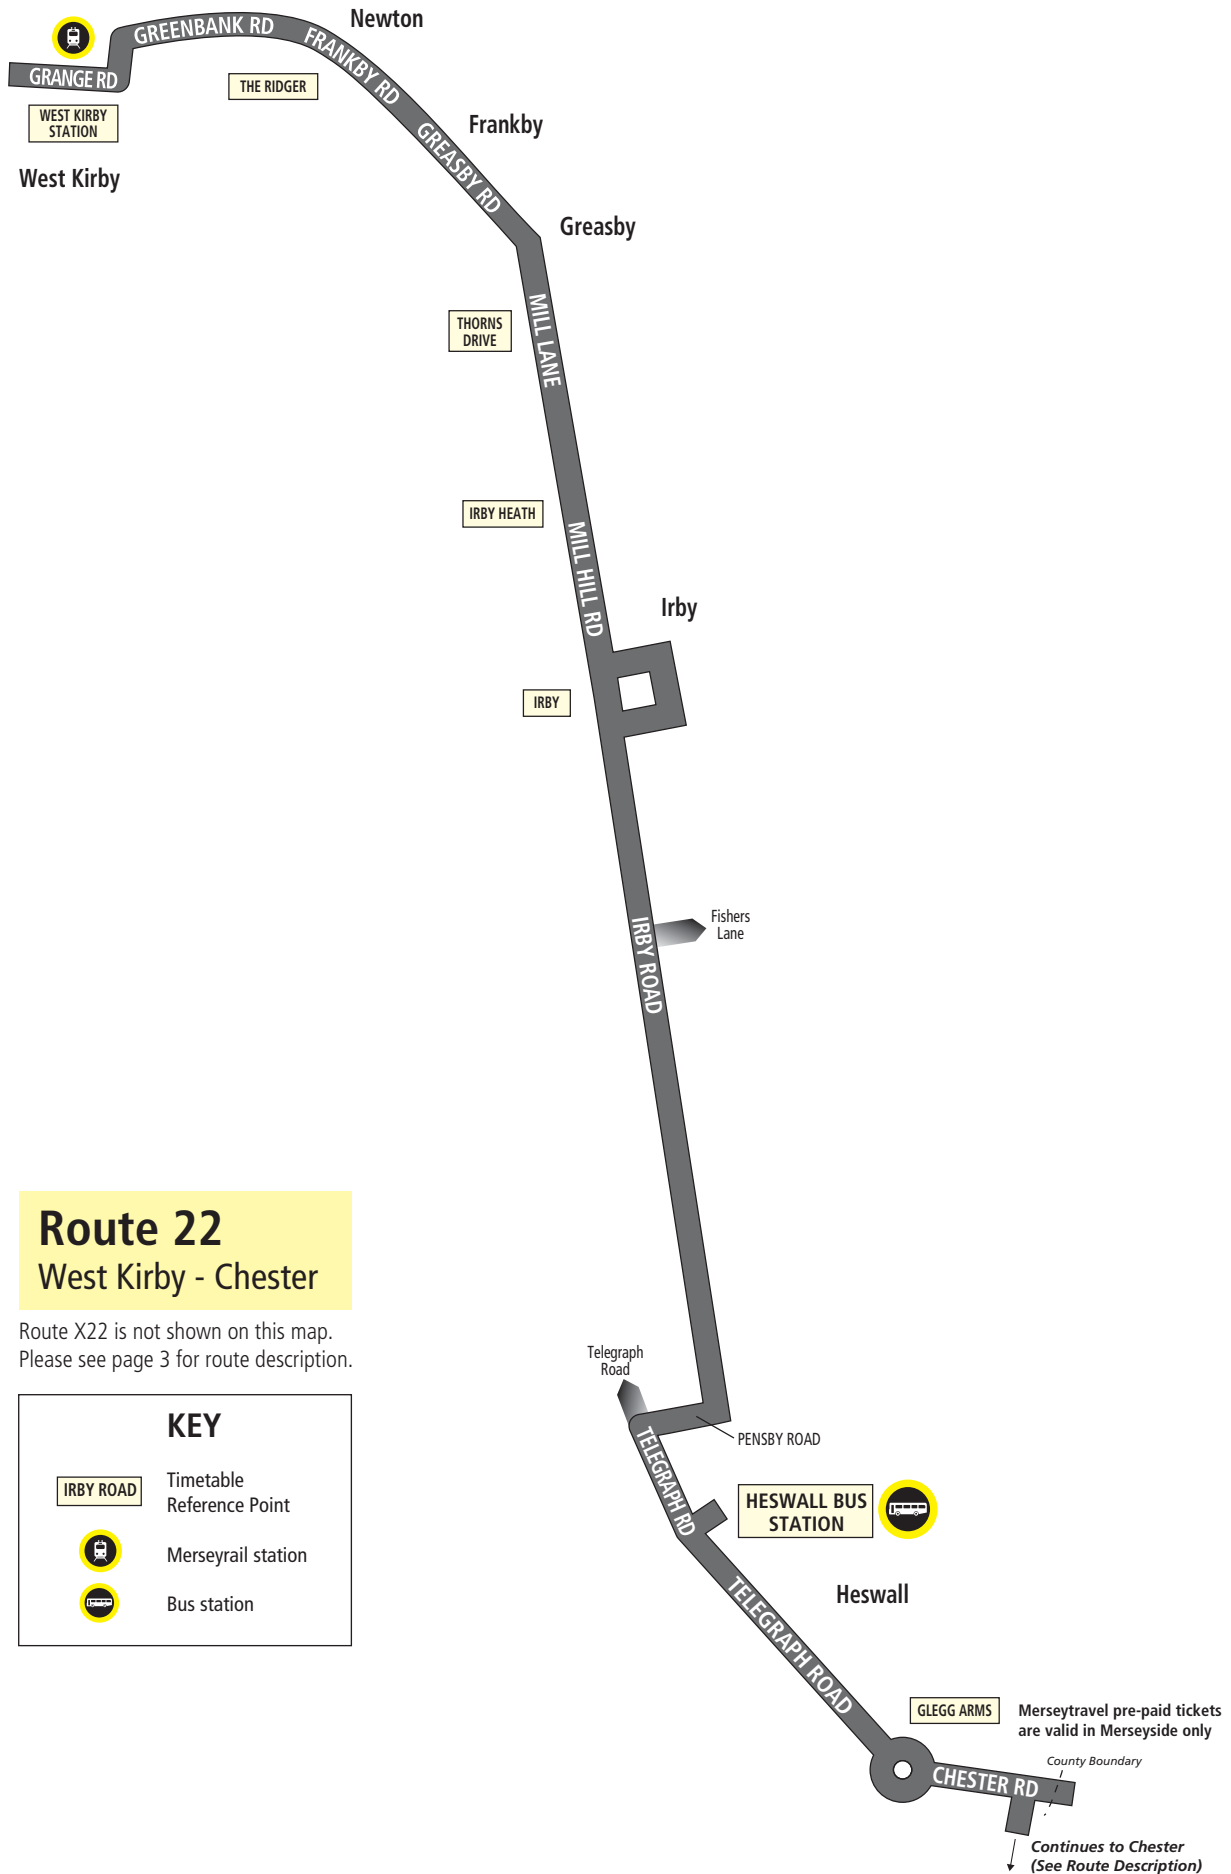 Newton
GREENBANK RD
FRANKBY RD
GRANGE RD
THE RIDGER
WEST KIRBY
STATION
Frankby
GREASBY RD
West Kirby
Greasby
MILL LANE
THORNS
DRIVE
IRBY HEATH
MILL HILL RD
Irby
IRBY
Fishers
Lane
IRBY ROAD
Route 22
West Kirby - Chester
Route X22 is not shown on this map.
Please see page 3 for route description.
KEY
IRBY ROAD
Timetable
Reference Point
Merseyrail station
Bus station
Telegraph
Road
PENSBY ROAD
TELEGRAPH RD
HESWALL BUS
STATION
Heswall
TELEGRAPH ROAD
GLEGG ARMS
Merseytravel pre-paid tickets
are valid in Merseyside only
County Boundary
CHESTER RD
Continues to Chester
(See Route Description)